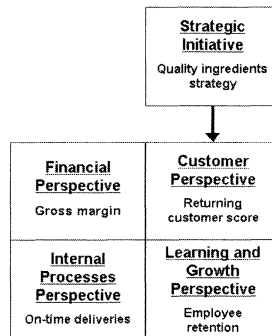 Strategic
Initiative
Quality ingredients
strategy
Financial
Perspective
Gross margin
Customer
Perspective
Returning
customer score
Internal
Processes
Perspective
On-time deliveries
Learning and
Growth
Perspective
Employee
retention